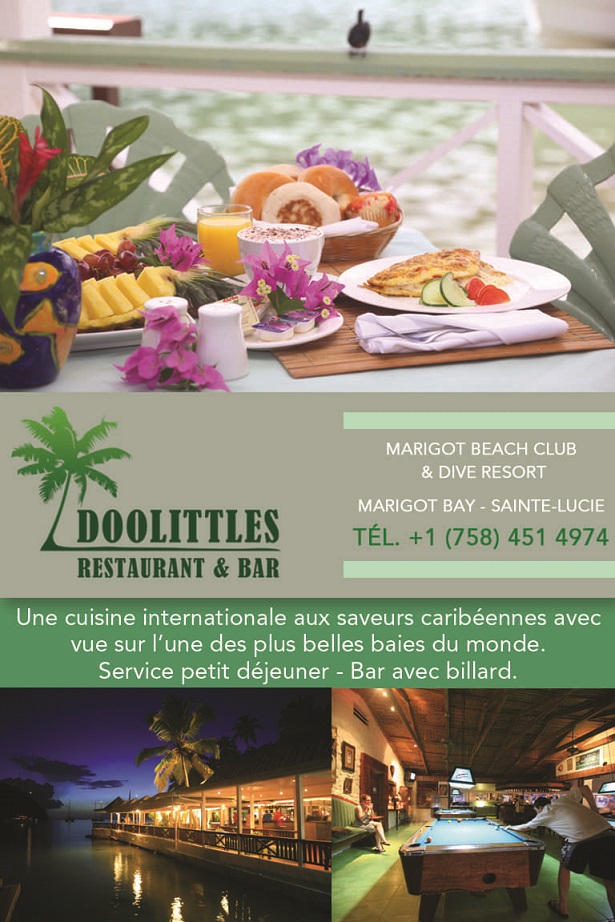 DOOLITTLES
RESTAURANT & BAR
MARIGOT BEACH CLUB
& DIVE RESORT
MARIGOT BAY - SAINTE-LUCIE
TÉL. +1 (758) 451 4974
Une cuisine internationale aux saveurs caribéennes avec
vue sur l’une des plus belles baies du monde.
Service petit déjeuner - Bar avec billard.